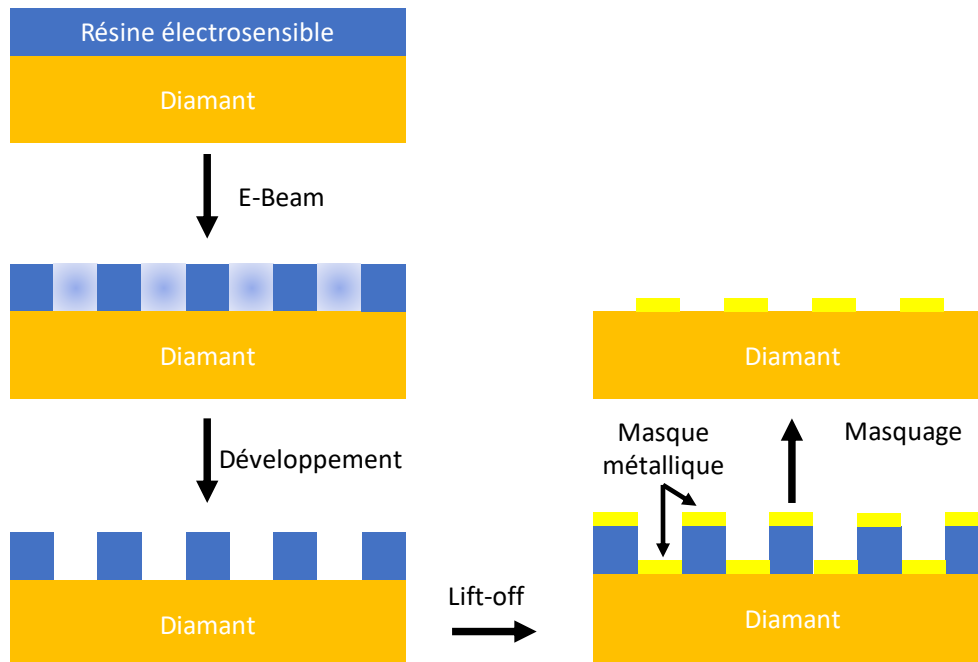 Résine électrosensible
Diamant
E-Beam
Diamant
Développement
Diamant
Lift-off
Diamant
Masquage
Masque
métallique
Diamant